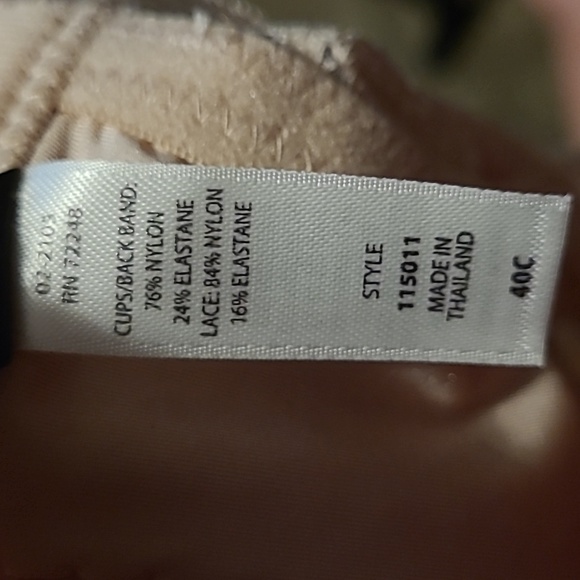 02-2103
RN 72248
CUPS/BACK BAND:
76% NYLON
24% ELASTANE
LACE: 84% NYLON
16% ELASTANE
STYLE
115011
MADE IN
THAILAND
40C